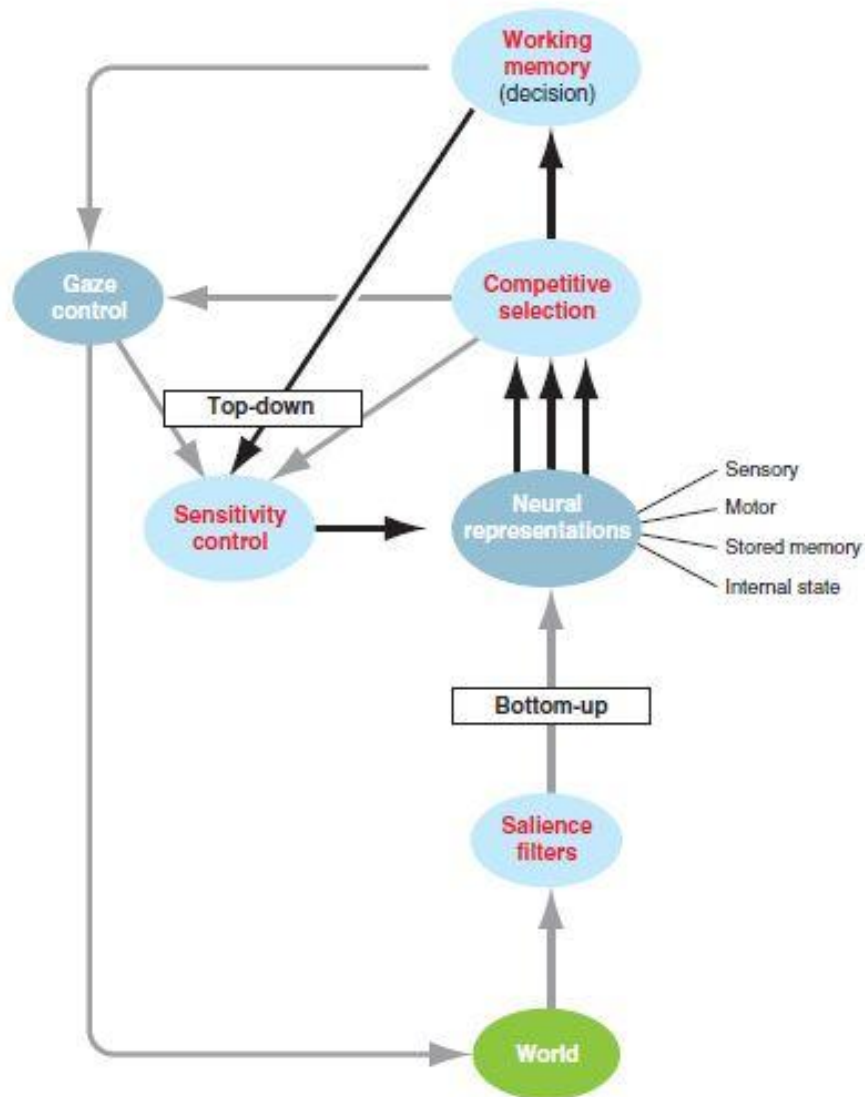 Working
memory
(decision)
Gaze
control
Competitive
selection
Top-down
Sensitivity
control
Neural
representations
Sensory
Motor
Stored memory
Internal state
Bottom-up
Salience
filters
World